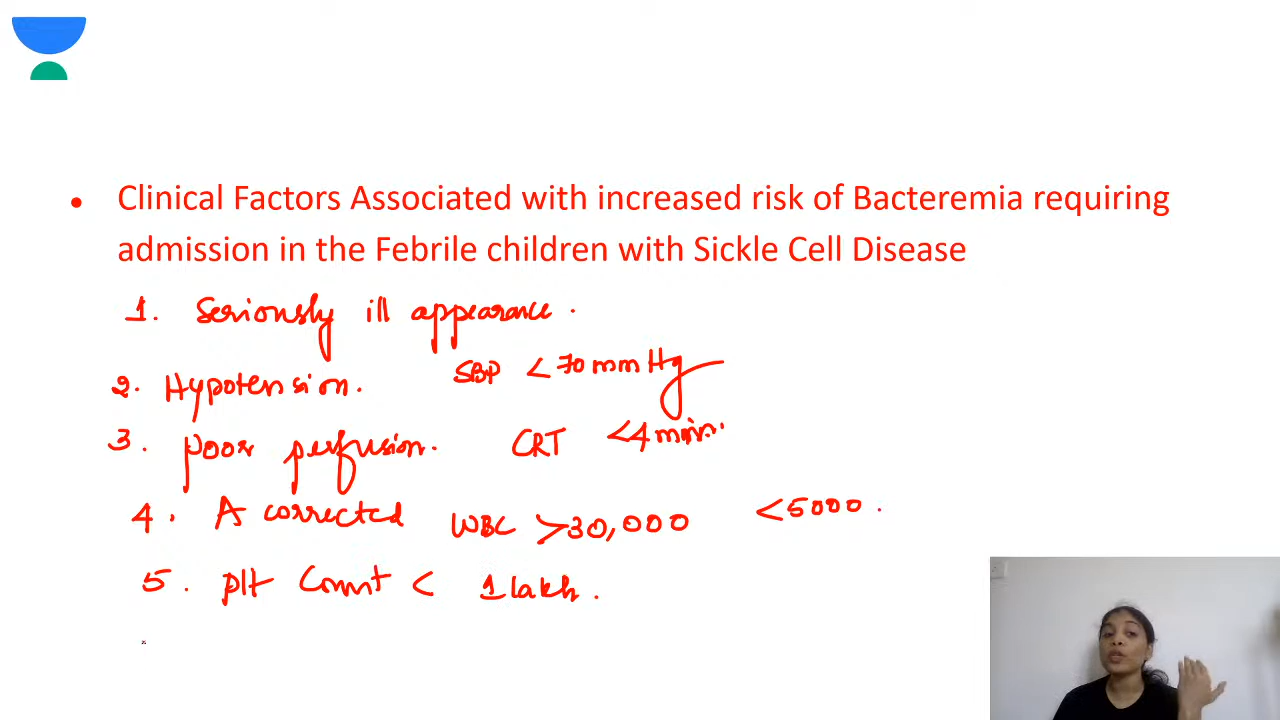 • Clinical Factors Associated with increased risk of Bacteremia requiring
admission in the Febrile children with Sickle Cell Disease
1. Seriously ill appearance.
2. Hypotension. SBP <70mmHg
3. Poor perfusion. CRT <4 min.
4. A corrected WBC >30,000 <5000.
5. plt Count < 1 lakh.